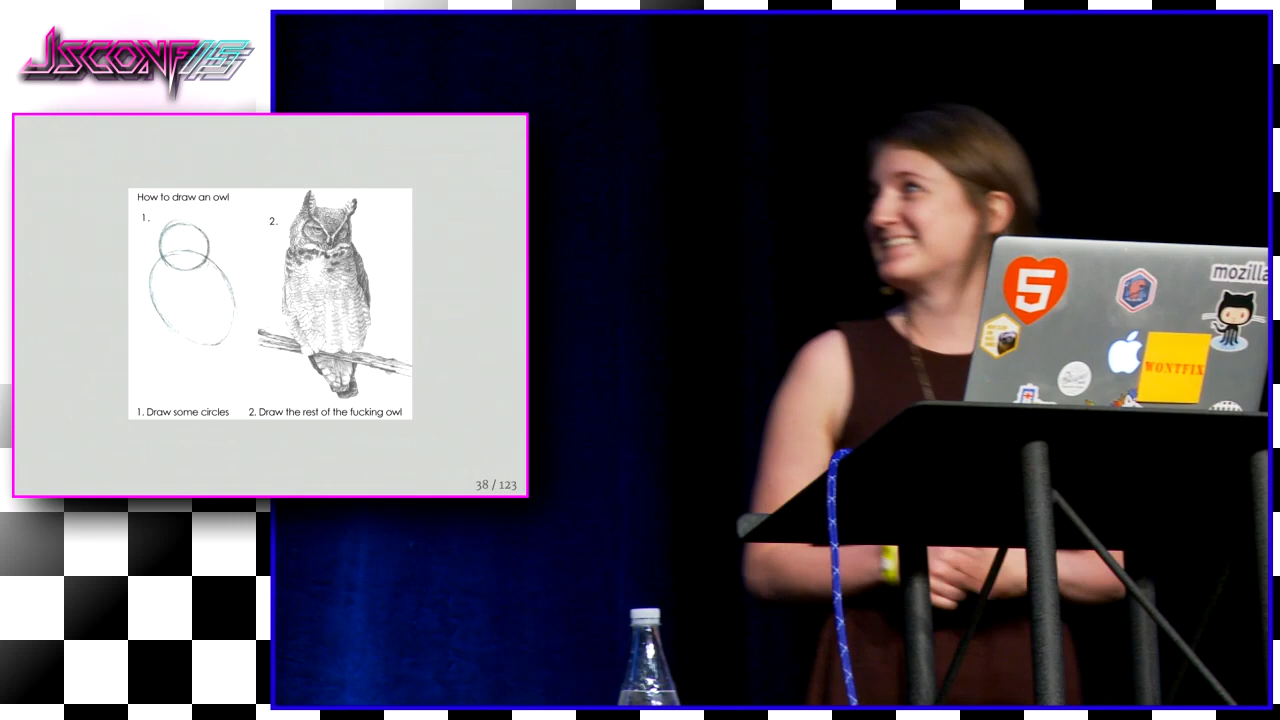 JSCONF15
How to draw an owl
1.
2.
1. Draw some circles
2. Draw the rest of the fucking owl
38 / 123
5
mozilla
WONTFIX